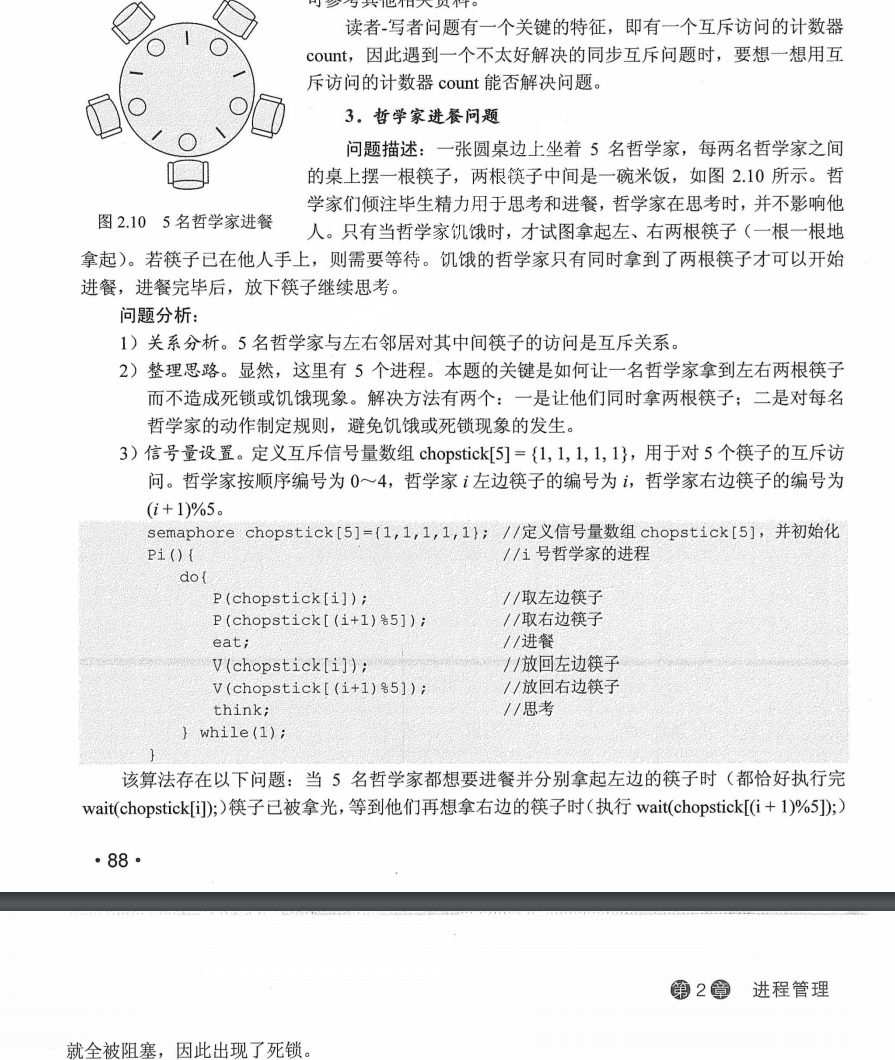 可参考其他相关资料。
读者-写者问题有一个关键的特征，即有一个互斥访问的计数器
count，因此遇到一个不太好解决的同步互斥问题时，要想一想用互
斥访问的计数器 count 能否解决问题。
3．哲学家进餐问题
问题描述：一张圆桌边上坐着 5 名哲学家，每两名哲学家之间
的桌上摆一根筷子，两根筷子中间是一碗米饭，如图 2.10 所示。哲
学家们倾注毕生精力用于思考和进餐，哲学家在思考时，并不影响他
图 2.10 5 名哲学家进餐
人。只有当哲学家饥饿时，才试图拿起左、右两根筷子（一根一根地
拿起）。若筷子已在他人手上，则需要等待。饥饿的哲学家只有同时拿到了两根筷子才可以开始
进餐，进餐完毕后，放下筷子继续思考。
问题分析：
1）关系分析。5 名哲学家与左右邻居对其中间筷子的访问是互斥关系。
2）整理思路。显然，这里有 5 个进程。本题的关键是如何让一名哲学家拿到左右两根筷子
而不造成死锁或饥饿现象。解决方法有两个：一是让他们同时拿两根筷子；二是对每名
哲学家的动作制定规则，避免饥饿或死锁现象的发生。
3）信号量设置。定义互斥信号量数组 chopstick[5] = {1, 1, 1, 1, 1}，用于对 5 个筷子的互斥访
问。哲学家按顺序编号为 0～4，哲学家 i 左边筷子的编号为 i，哲学家右边筷子的编号为
(i + 1)%5。
semaphore chopstick[5]={1,1,1,1,1}; //定义信号量数组 chopstick[5]，并初始化
Pi(){ //i 号哲学家的进程
do{
P(chopstick[i]); //取左边筷子
P(chopstick[(i+1)%5]); //取右边筷子
eat; //进餐
V(chopstick[i]); //放回左边筷子
V(chopstick[(i+1)%5]); //放回右边筷子
think; //思考
} while(1);
}
该算法存在以下问题：当 5 名哲学家都想要进餐并分别拿起左边的筷子时（都恰好执行完
wait(chopstick[i]);）筷子已被拿光，等到他们再想拿右边的筷子时（执行 wait(chopstick[(i + 1)%5]);）
• 88 •
第 2 章 进程管理
就全被阻塞，因此出现了死锁。